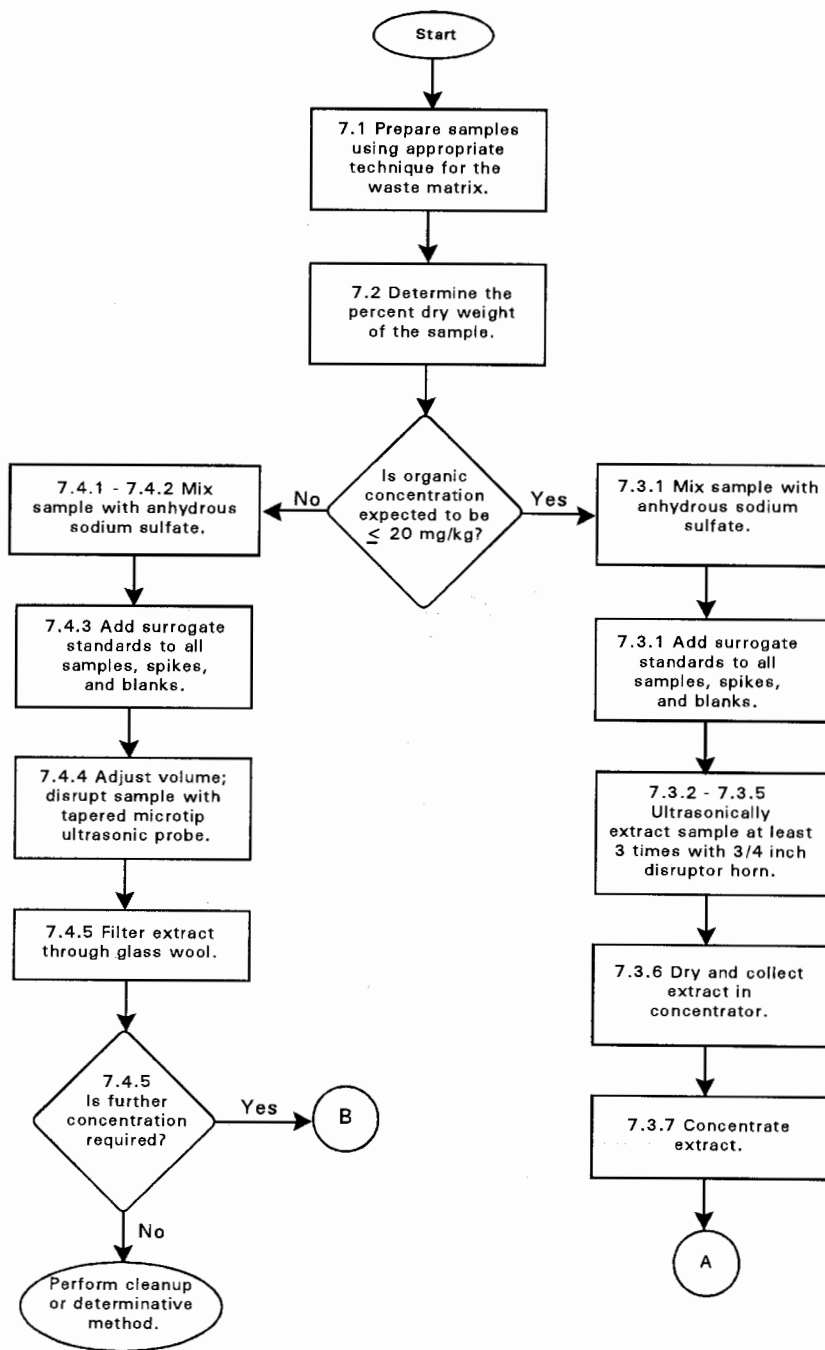 Start
7.1 Prepare samples
using appropriate
technique for the
waste matrix.
7.2 Determine the
percent dry weight
of the sample.
Is organic
concentration
expected to be
≤ 20 mg/kg?
No
Yes
7.4.1 - 7.4.2 Mix
sample with anhydrous
sodium sulfate.
7.4.3 Add surrogate
standards to all
samples, spikes,
and blanks.
7.4.4 Adjust volume;
disrupt sample with
tapered microtip
ultrasonic probe.
7.4.5 Filter extract
through glass wool.
7.4.5
Is further
concentration
required?
Yes
B
No
Perform cleanup
or determinative
method.
7.3.1 Mix sample with
anhydrous sodium
sulfate.
7.3.1 Add surrogate
standards to all
samples, spikes,
and blanks.
7.3.2 - 7.3.5
Ultrasonically
extract sample at least
3 times with 3/4 inch
disruptor horn.
7.3.6 Dry and collect
extract in
concentrator.
7.3.7 Concentrate
extract.
A